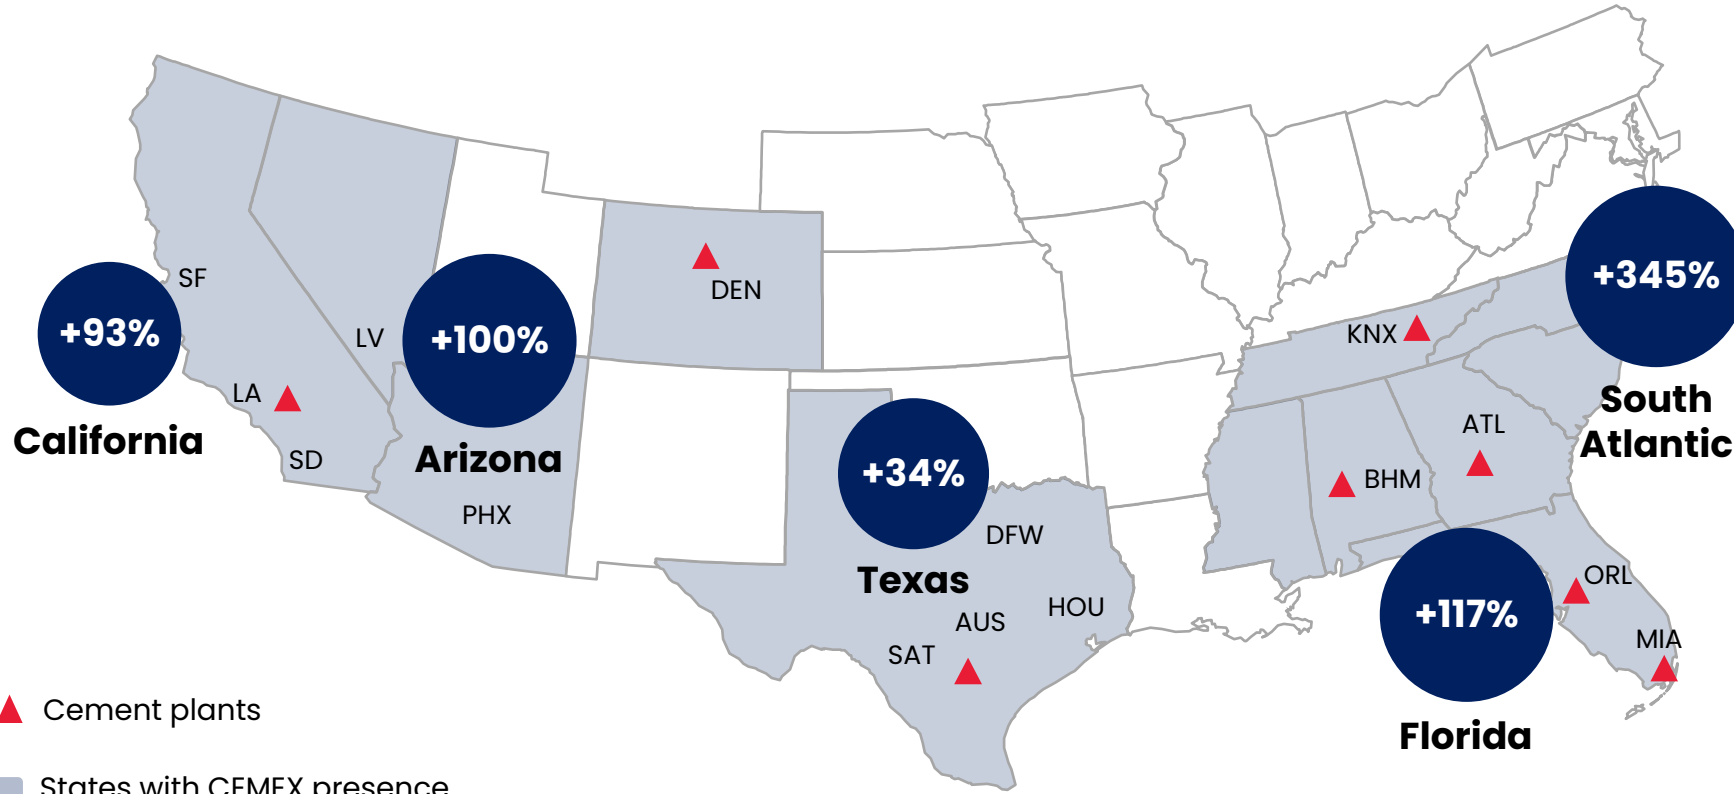 +345%
SF
DEN
+93%
LV
+100%
KNX
LA
South
Atlantic
California
Arizona
SD
ATL
+34%
BHM
PHX
DFW
Texas
ORL
HOU
AUS
+117%
MIA
SAT
Cement plants
Florida
States with CEMEX presence